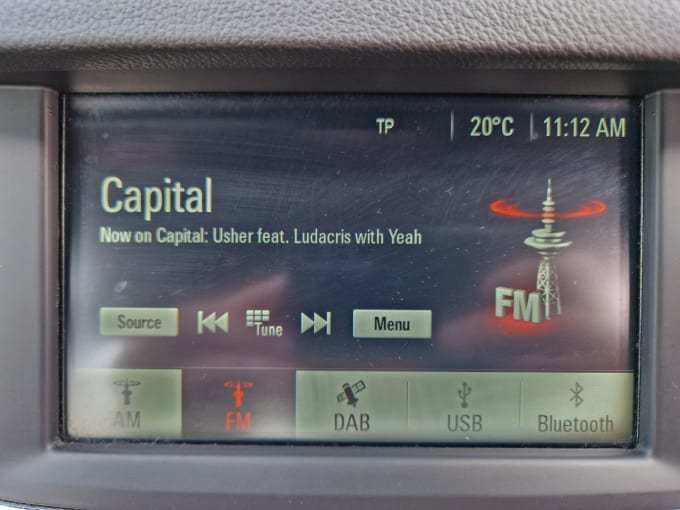 TP 20°C 11:12 AM
Capital
Now on Capital: Usher feat. Ludacris with Yeah
FM
Source Tune Menu
AM FM DAB USB Bluetooth